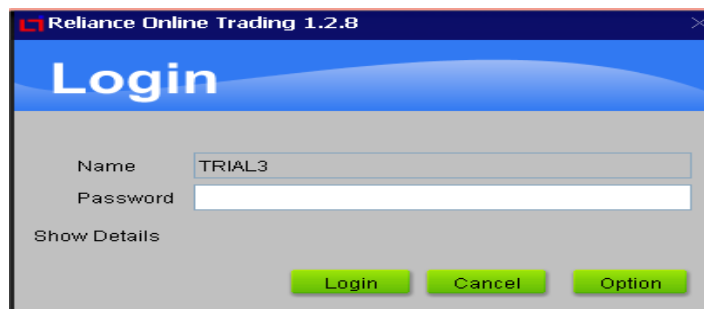 Reliance Online Trading 1.2.8
Login
Name TRIAL3
Password
Show Details
Login Cancel Option